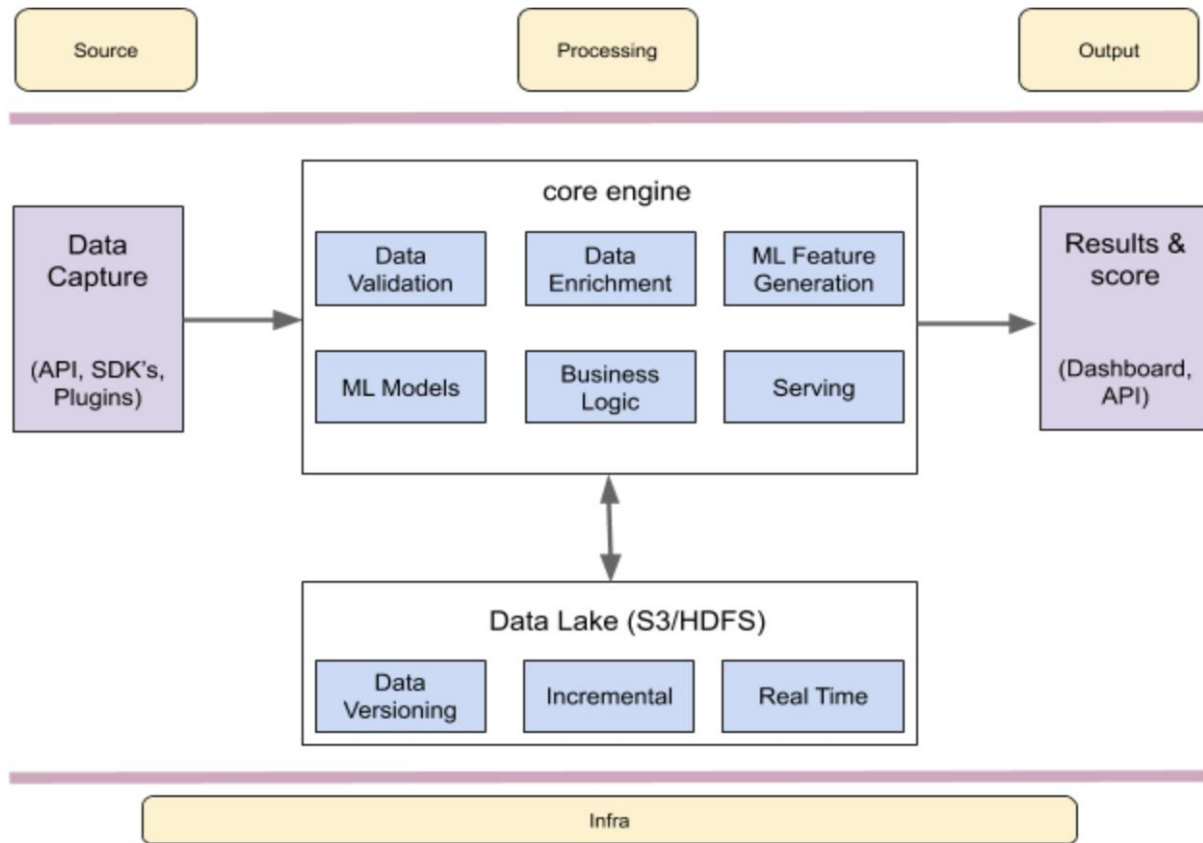 Source
Processing
Output
core engine
Data
Capture
(API, SDK's,
Plugins)
Data
Validation
Data
Enrichment
ML Feature
Generation
ML Models
Business
Logic
Serving
Results &
score
(Dashboard,
API)
Data Lake (S3/HDFS)
Data
Versioning
Incremental
Real Time
Infra